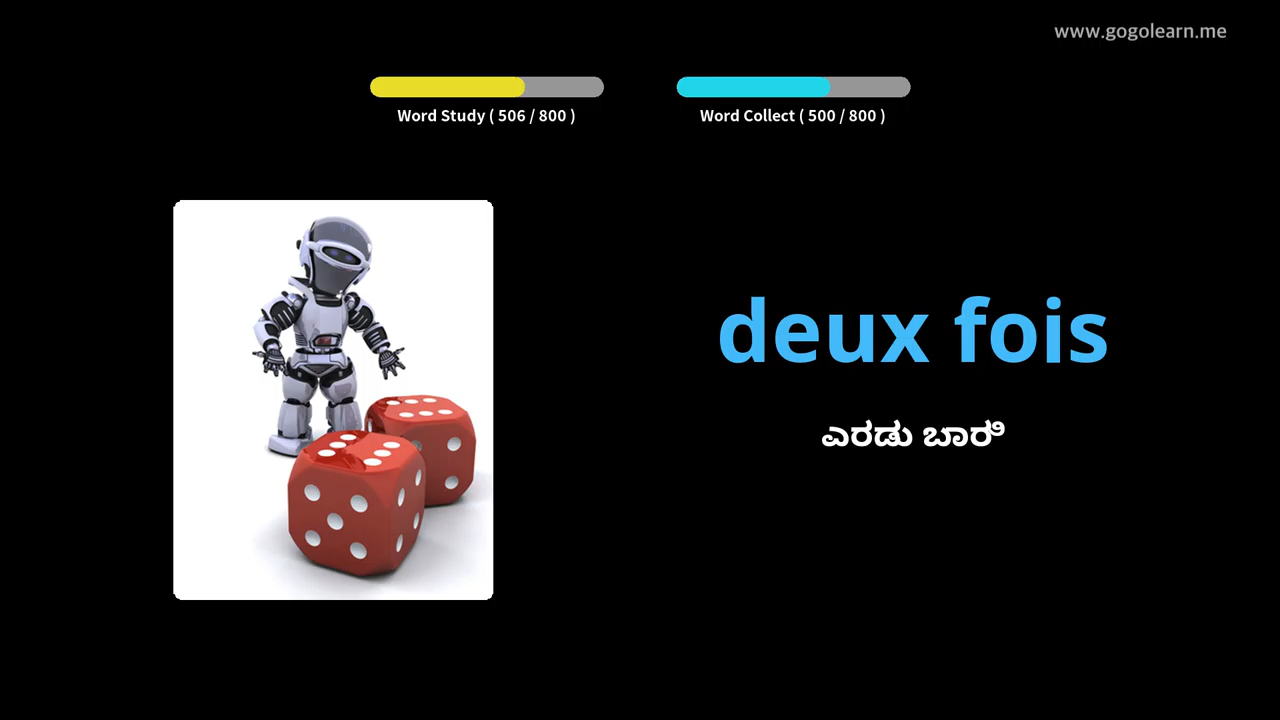 www.gogolearn.me
Word Study ( 506 / 800 )
Word Collect ( 500 / 800 )
deux fois
ಎರಡು ಬಾರಿ